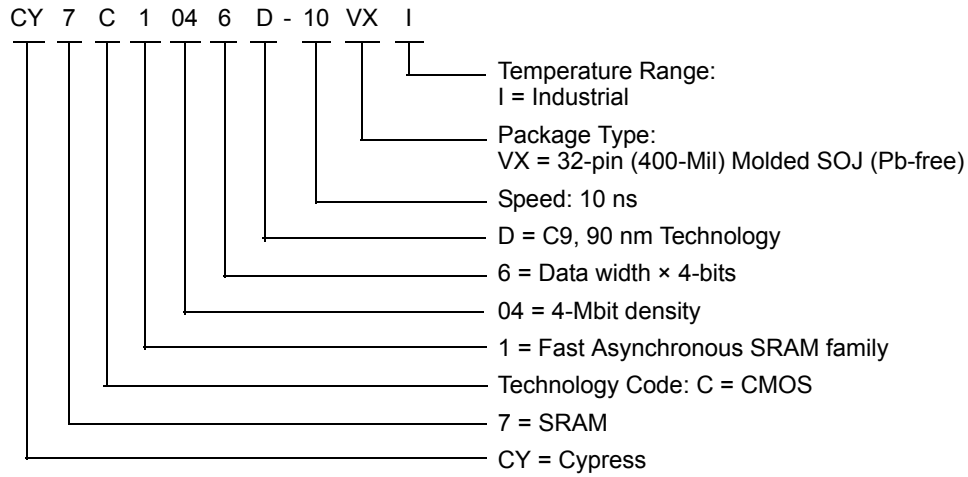 CY 7 C 1 04 6 D - 10 VX I
Temperature Range:
I = Industrial
Package Type:
VX = 32-pin (400-Mil) Molded SOJ (Pb-free)
Speed: 10 ns
D = C9, 90 nm Technology
6 = Data width × 4-bits
04 = 4-Mbit density
1 = Fast Asynchronous SRAM family
Technology Code: C = CMOS
7 = SRAM
CY = Cypress